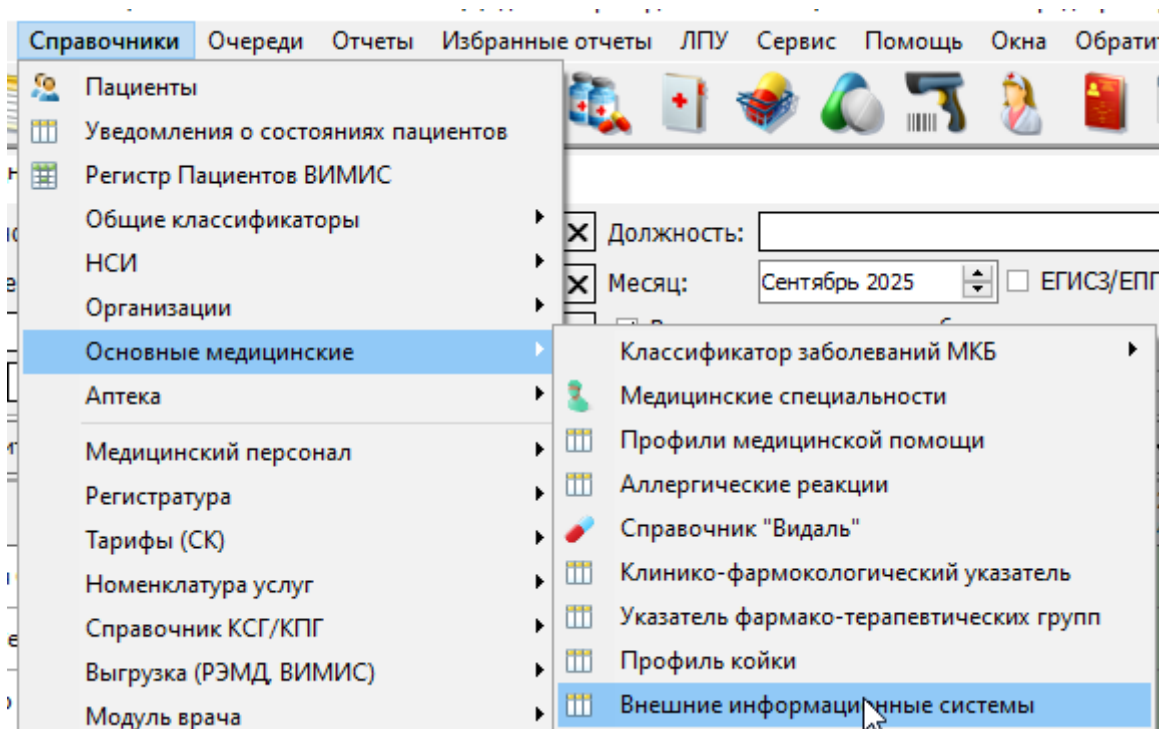 Справочники Очереди Отчеты Избранные отчеты ЛПУ Сервис Помощь Окна Обрати
Пациенты
Уведомления о состояниях пациентов
Регистр Пациентов ВИМИС
Общие классификаторы
Должность:
НСИ
Месяц: Сентябрь 2025 ЕГИСЗ/ЕПГ
Организации
Основные медицинские
Аптека
Медицинский персонал
Регистратура
Тарифы (СК)
Номенклатура услуг
Справочник КСГ/КПГ
Выгрузка (РЭМД, ВИМИС)
Модуль врача
Классификатор заболеваний МКБ
Медицинские специальности
Профили медицинской помощи
Аллергические реакции
Справочник "Видаль"
Клинико-фармокологический указатель
Указатель фармако-терапевтических групп
Профиль койки
Внешние информационные системы